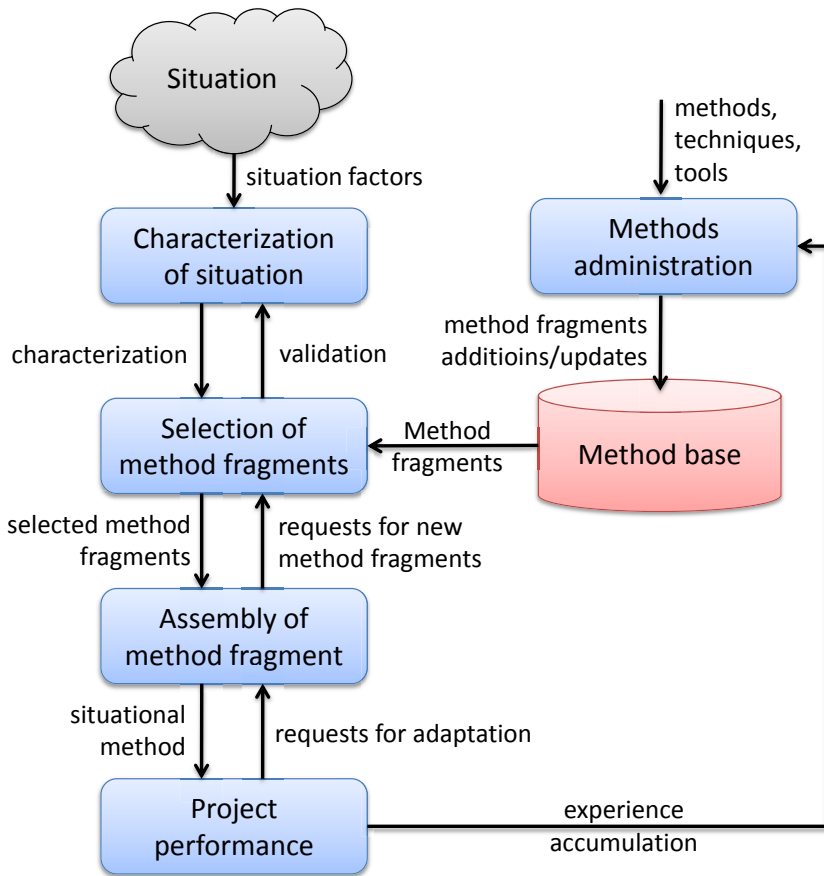 Situation
situation factors
methods,
techniques,
tools
Characterization
of situation
Methods
administration
characterization
validation
method fragments
additioins/updates
Selection of
method fragments
Method
fragments
Method base
selected method
fragments
requests for new
method fragments
Assembly of
method fragment
situational
method
requests for adaptation
Project
performance
experience
accumulation